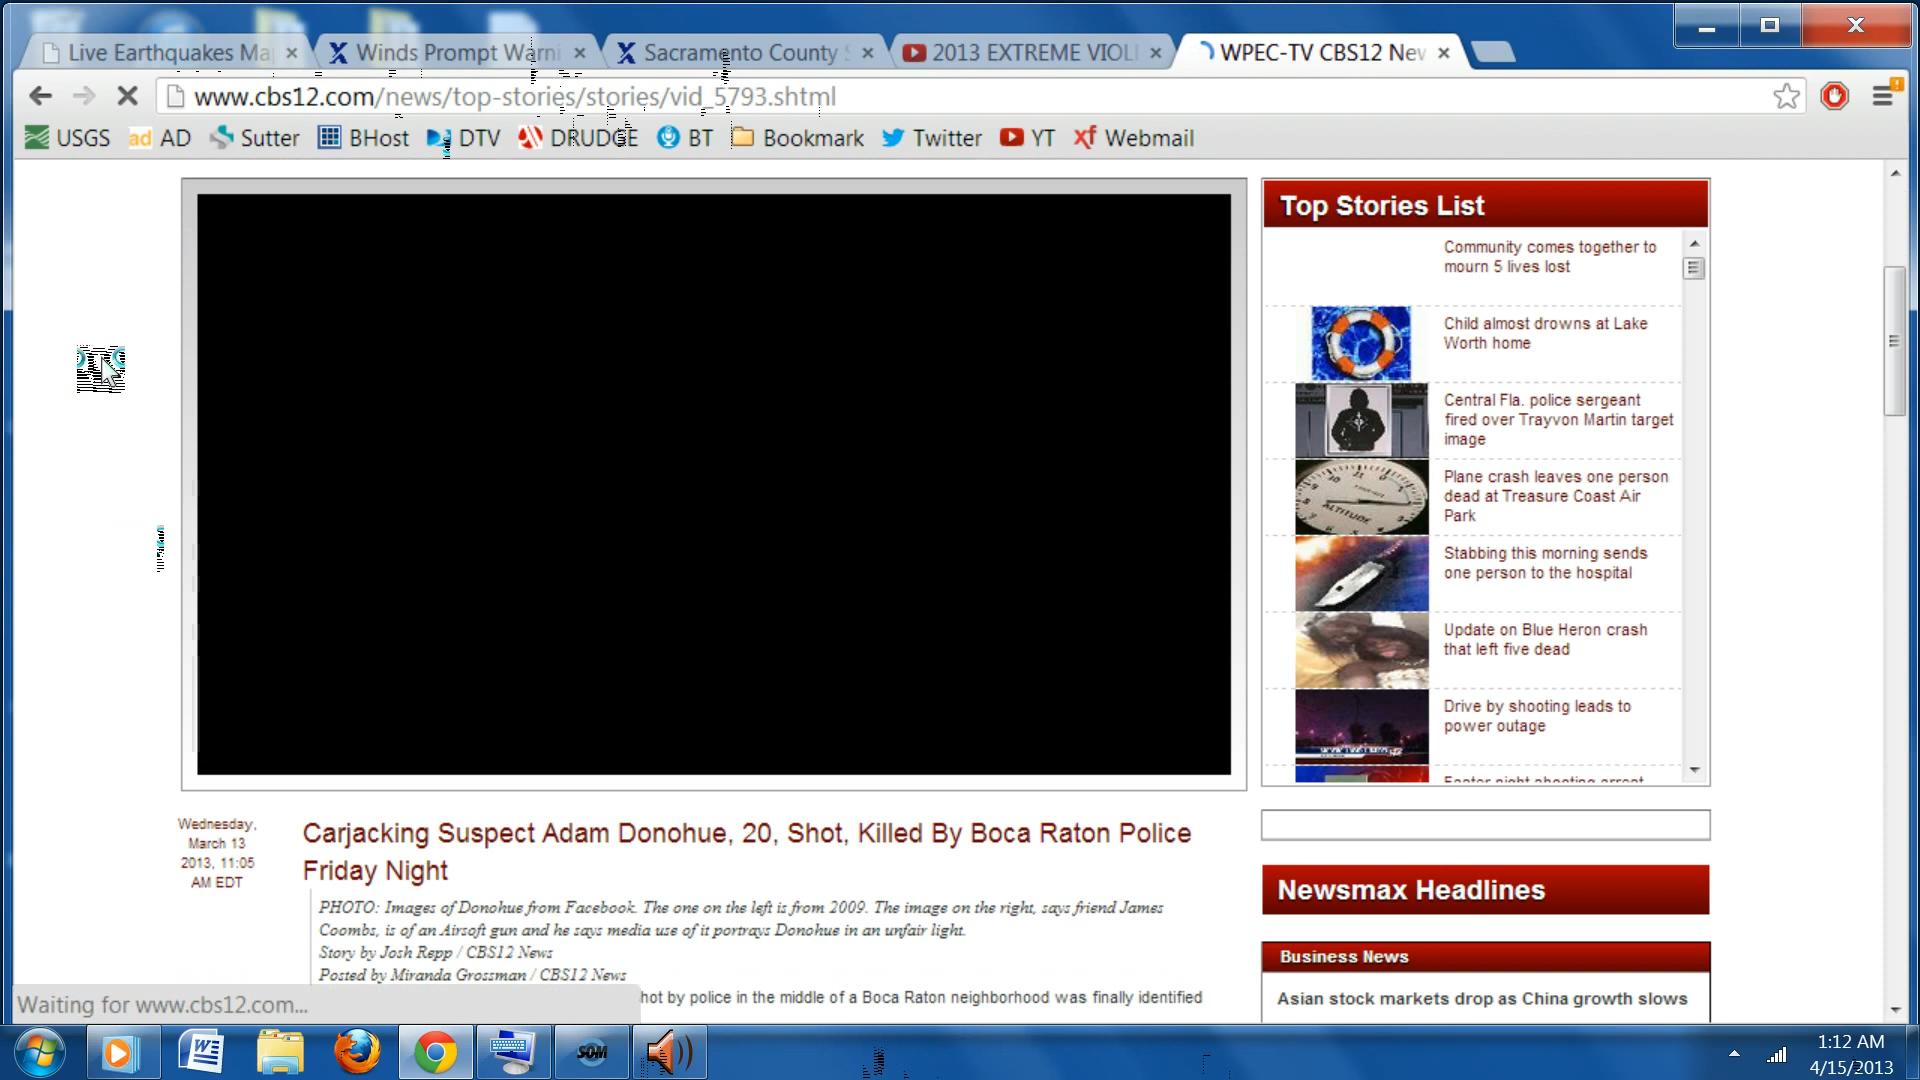 Live Earthquakes Ma
Winds Prompt Warni
Sacramento County S
2013 EXTREME VIOL
WPEC-TV CBS12 New
www.cbs12.com/news/top-stories/stories/vid_5793.shtml
USGS
ad AD
Sutter
BHost
DTV
DRUDGE
BT
Bookmark
Twitter
YT
xf Webmail
Top Stories List
Community comes together to
mourn 5 lives lost
Child almost drowns at Lake
Worth home
Central Fla. police sergeant
fired over Trayvon Martin target
image
Plane crash leaves one person
dead at Treasure Coast Air
Park
ALTITUDE
Stabbing this morning sends
one person to the hospital
Update on Blue Heron crash
that left five dead
Drive by shooting leads to
power outage
Easter night shooting arrest
Wednesday,
March 13
2013, 11:05
AM EDT
Carjacking Suspect Adam Donohue, 20, Shot, Killed By Boca Raton Police
Friday Night
PHOTO: Images of Donohue from Facebook. The one on the left is from 2009. The image on the right, says friend James
Coombs, is of an Airsoft gun and he says media use of it portrays Donohue in an unfair light.
Story by Josh Repp / CBS12 News
Posted by Miranda Grossman / CBS12 News
hot by police in the middle of a Boca Raton neighborhood was finally identified
Newsmax Headlines
Business News
Asian stock markets drop as China growth slows
Waiting for www.cbs12.com...
SDM
1:12 AM
4/15/2013